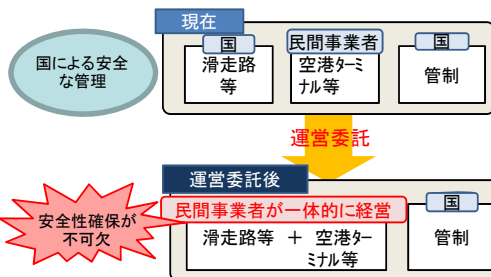 現在
国による安全
な管理
国
滑走路
等
民間事業者
空港ターミ
ナル等
国
管制
運営委託
運営委託後
安全性確保が
不可欠
民間事業者が一体的に経営
滑走路等 ＋ 空港ター
ミナル等
国
管制